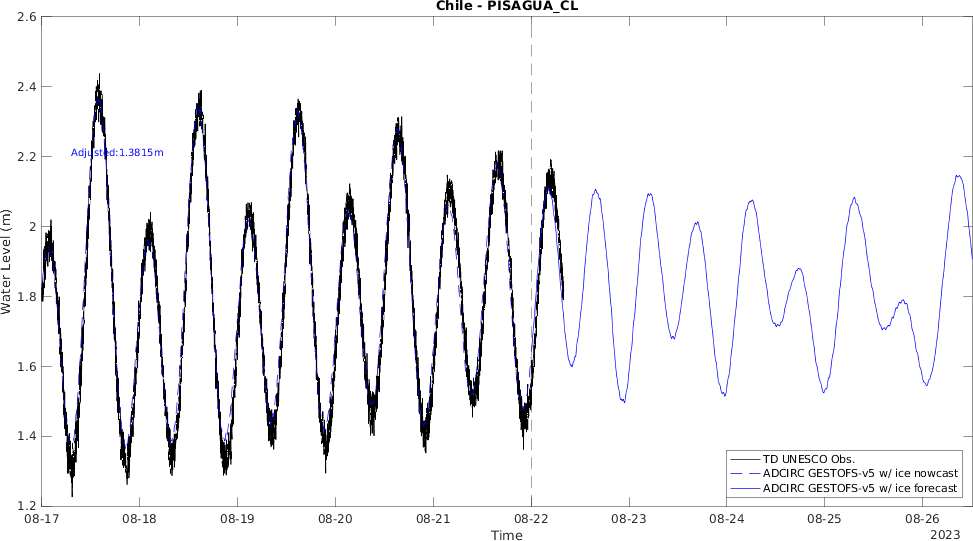 Chile - PISAGUA_CL
2.6
2.4
2.2
2
1.8
1.6
1.4
1.2
Water Level (m)
Adjusted:1.3815m
TD UNESCO Obs.
ADCIRC GESTOFS-v5 w/ ice nowcast
ADCIRC GESTOFS-v5 w/ ice forecast
08-17 08-18 08-19 08-20 08-21 08-22 08-23 08-24 08-25 08-26
Time
2023